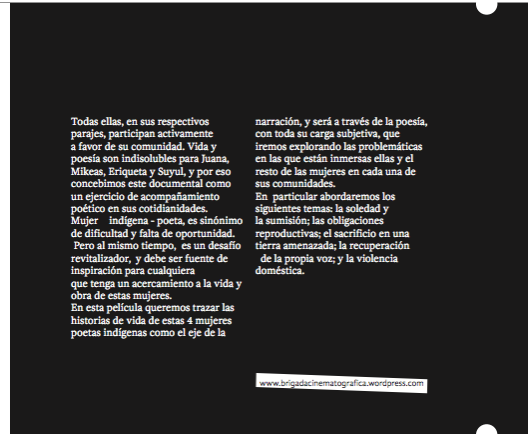 Todas ellas, en sus respectivos
parajes, participan activamente
a favor de su comunidad. Vida y
poesía son indisolubles para Juana,
Mikeas, Eriqueta y Suyul, y por eso
concebimos este documental como
un ejercicio de acompañamiento
poético en sus cotidianidades.
Mujer indígena - poeta, es sinónimo
de dificultad y falta de oportunidad.
Pero al mismo tiempo, es un desafío
revitalizador, y debe ser fuente de
inspiración para cualquiera
que tenga un acercamiento a la vida y
obra de estas mujeres.
En esta película queremos trazar las
historias de vida de estas 4 mujeres
poetas indígenas como el eje de la
narración, y será a través de la poesía,
con toda su carga subjetiva, que
iremos explorando las problemáticas
en las que están inmersas ellas y el
resto de las mujeres en cada una de
sus comunidades.
En particular abordaremos los
siguientes temas: la soledad y
la sumisión; las obligaciones
reproductivas; el sacrificio en una
tierra amenazada; la recuperación
de la propia voz; y la violencia
doméstica.
www.brigadacinematografica.wordpress.com